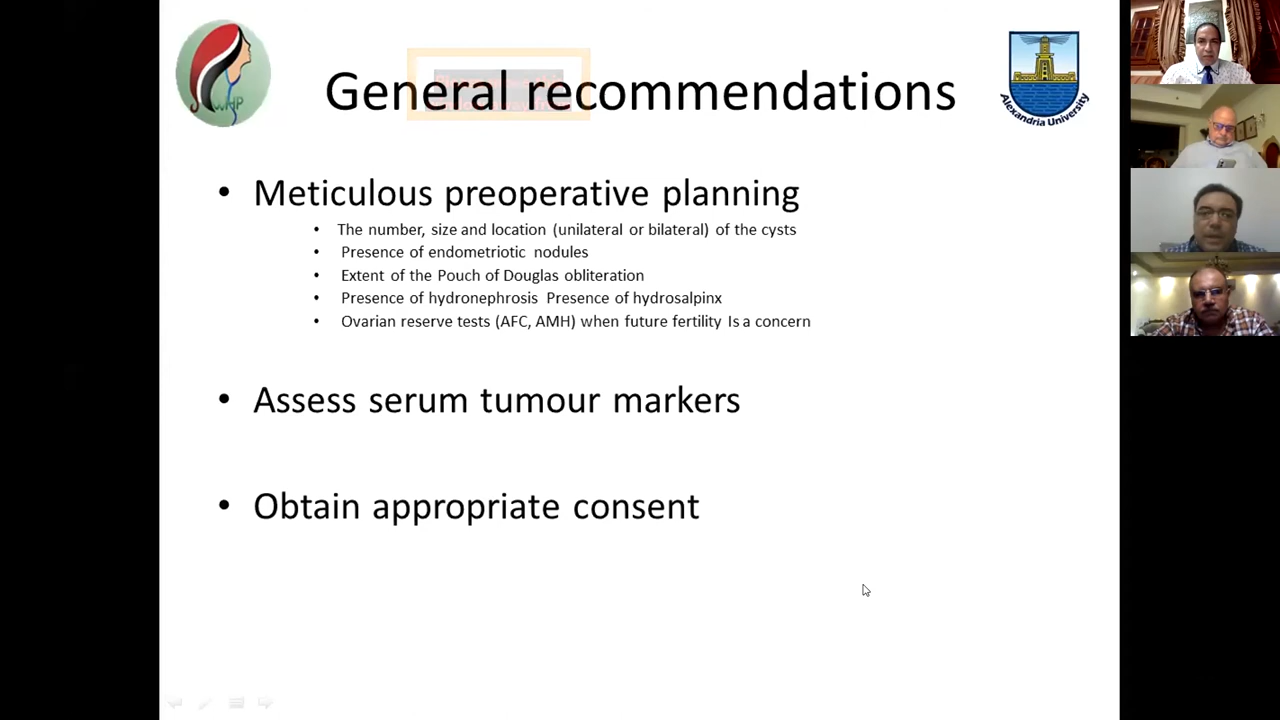 General recommendations
WHP
Alexandria University
• Meticulous preoperative planning
• The number, size and location (unilateral or bilateral) of the cysts
• Presence of endometriotic nodules
• Extent of the Pouch of Douglas obliteration
• Presence of hydronephrosis Presence of hydrosalpinx
• Ovarian reserve tests (AFC, AMH) when future fertility Is a concern
• Assess serum tumour markers
• Obtain appropriate consent